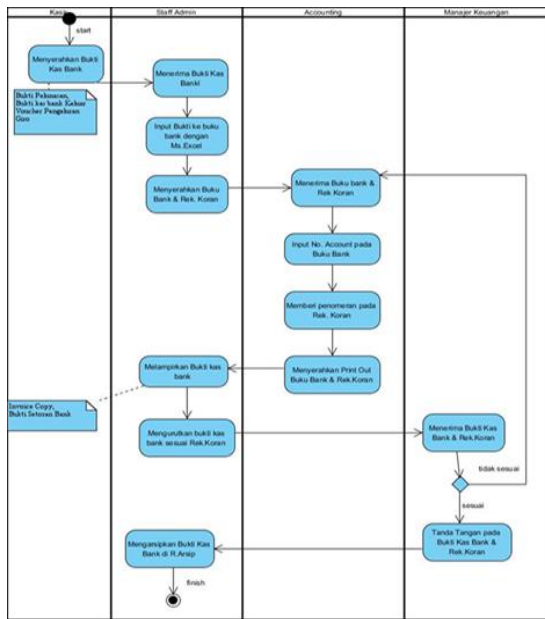 Kasir
Staff Admin
Accounting
Manajer Keuangan
start
Menyerahkan Bukti
Kas Bank
Bukti Pelunasan,
Bukti kas bank Keluar
Voucher Pengeluran
Giro
Menerima Bukti Kas
BankI
Input Bukti ke buku
bank dengan
Ms.Excel
Menyerahkan Buku
Bank & Rek. Koran
Menerima Buku bank &
Rek Koran
Input No. Account pada
Buku Bank
Memberi penomeran pada
Rek. Koran
Menyerahkan Print Out
Buku Bank & Rek.Koran
Melampirkan Bukti kas
bank
Invoice Copy,
Bukti Setoran Bank
Mengurutkan bukti kas
bank sesuai Rek.Koran
Menerima Bukti Kas
Bank & Rek.Koran
tidak sesuai
sesuai
Tanda Tangan pada
Bukti Kas Bank &
Rek.Koran
Mengarsipkan Bukti Kas
Bank di R.Arsip
finish